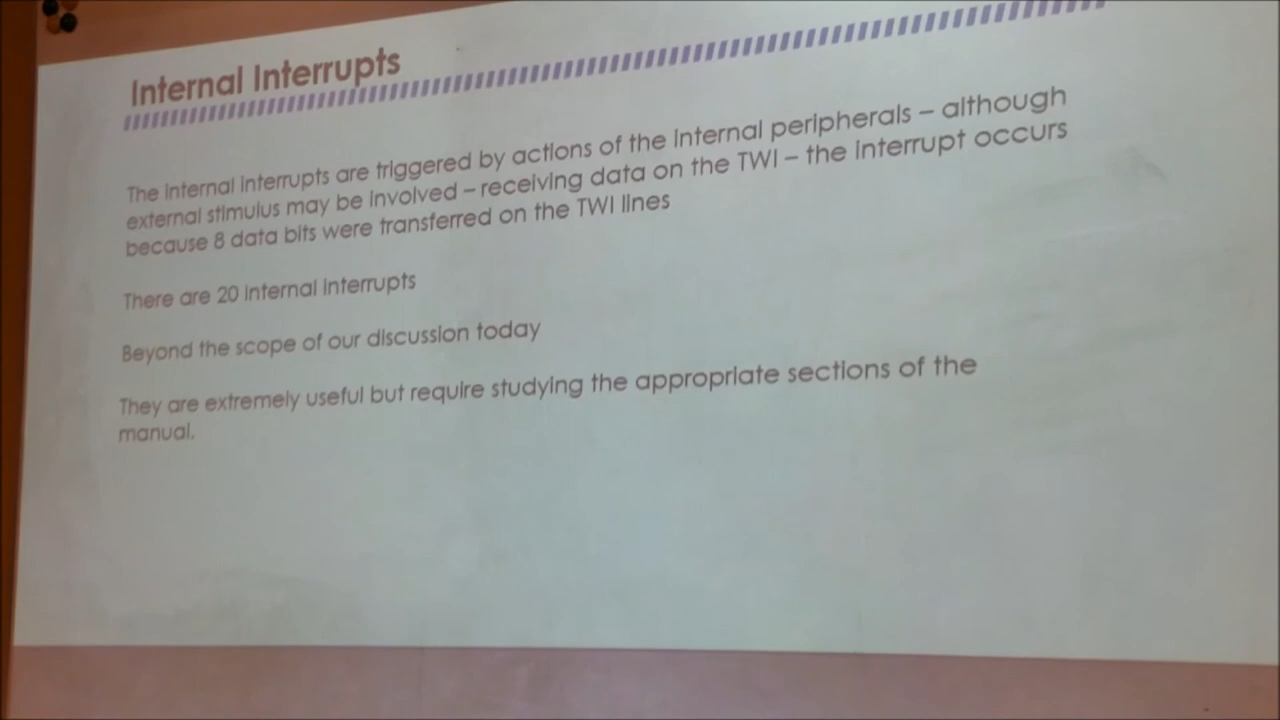 Internal Interrupts
The internal interrupts are triggered by actions of the internal peripherals – although
external stimulus may be involved – receiving data on the TWI – the interrupt occurs
because 8 data bits were transferred on the TWI lines
There are 20 internal interrupts
Beyond the scope of our discussion today
They are extremely useful but require studying the appropriate sections of the
manual.